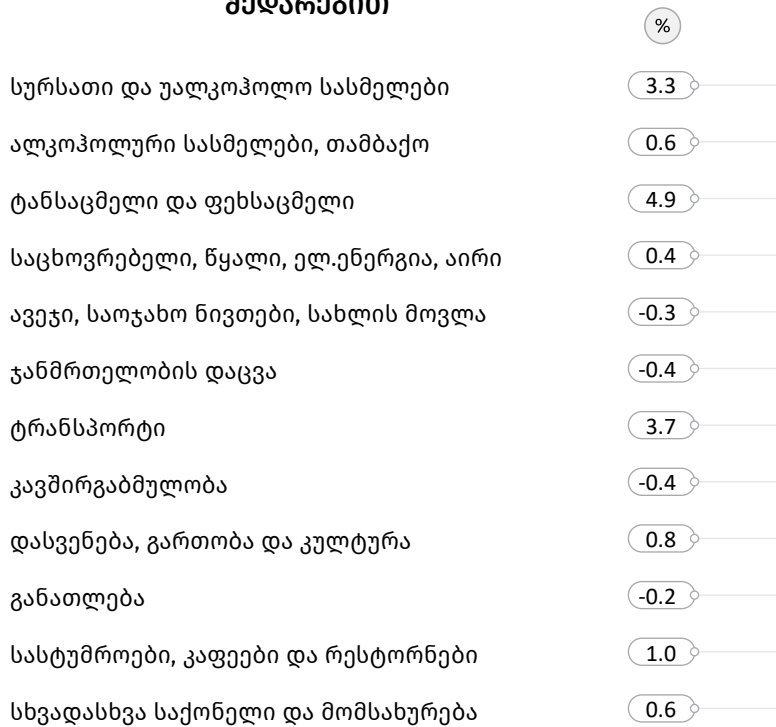 შედარებით
%
სურსათი და უალკოჰოლო სასმელები 3.3
ალკოჰოლური სასმელები, თამბაქო 0.6
ტანსაცმელი და ფეხსაცმელი 4.9
საცხოვრებელი, წყალი, ელ.ენერგია, აირი 0.4
ავეჯი, საოჯახო ნივთები, სახლის მოვლა -0.3
ჯანმრთელობის დაცვა -0.4
ტრანსპორტი 3.7
კავშირგაბმულობა -0.4
დასვენება, გართობა და კულტურა 0.8
განათლება -0.2
სასტუმროები, კაფეები და რესტორნები 1.0
სხვადასხვა საქონელი და მომსახურება 0.6